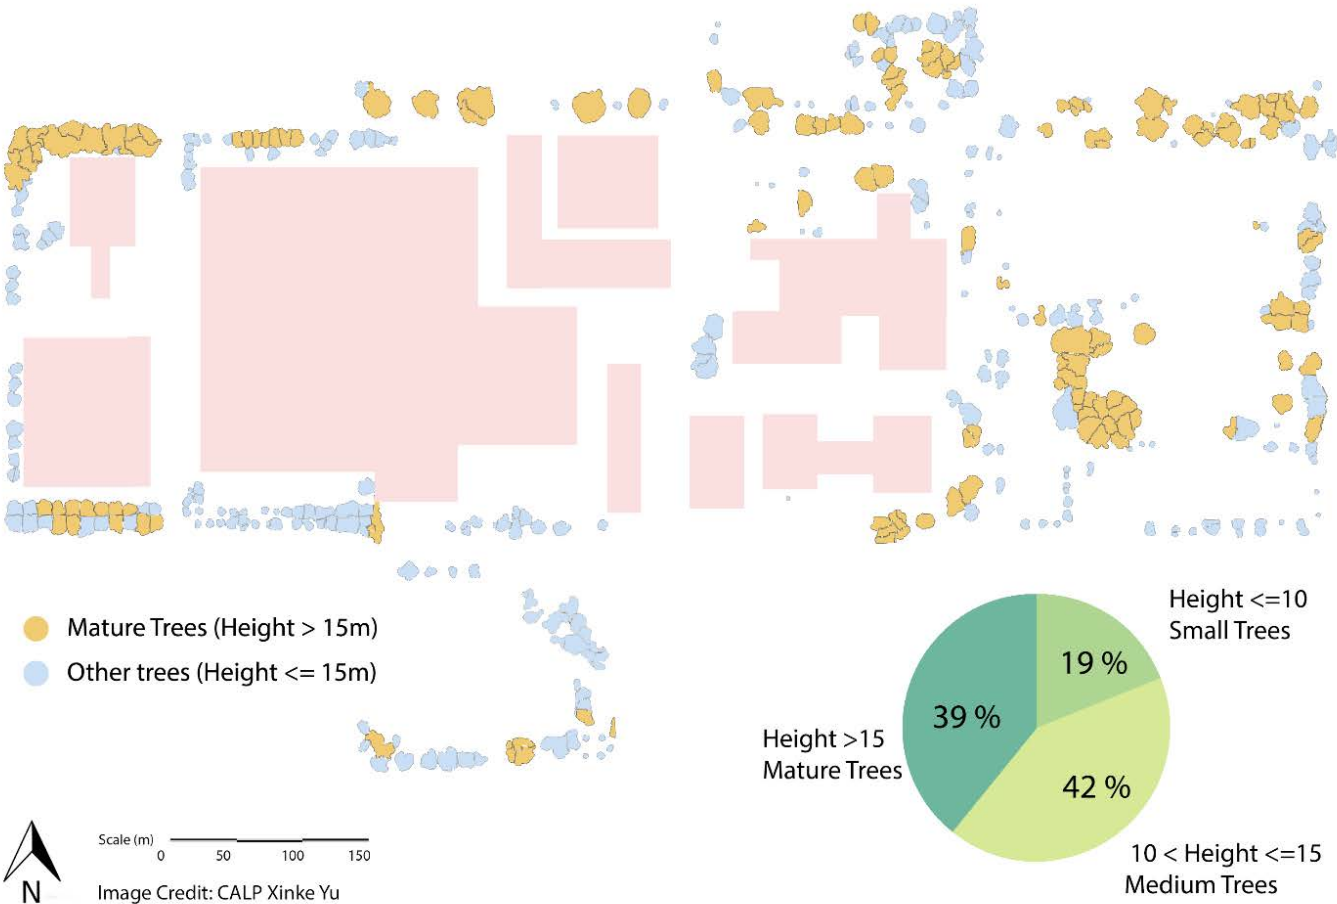 Mature Trees (Height > 15m)
Other trees (Height <= 15m)
Height <=10
Small Trees
19 %
39 %
Height >15
Mature Trees
42 %
10 < Height <=15
Medium Trees
Scale (m)
0 50 100 150
N
Image Credit: CALP Xinke Yu